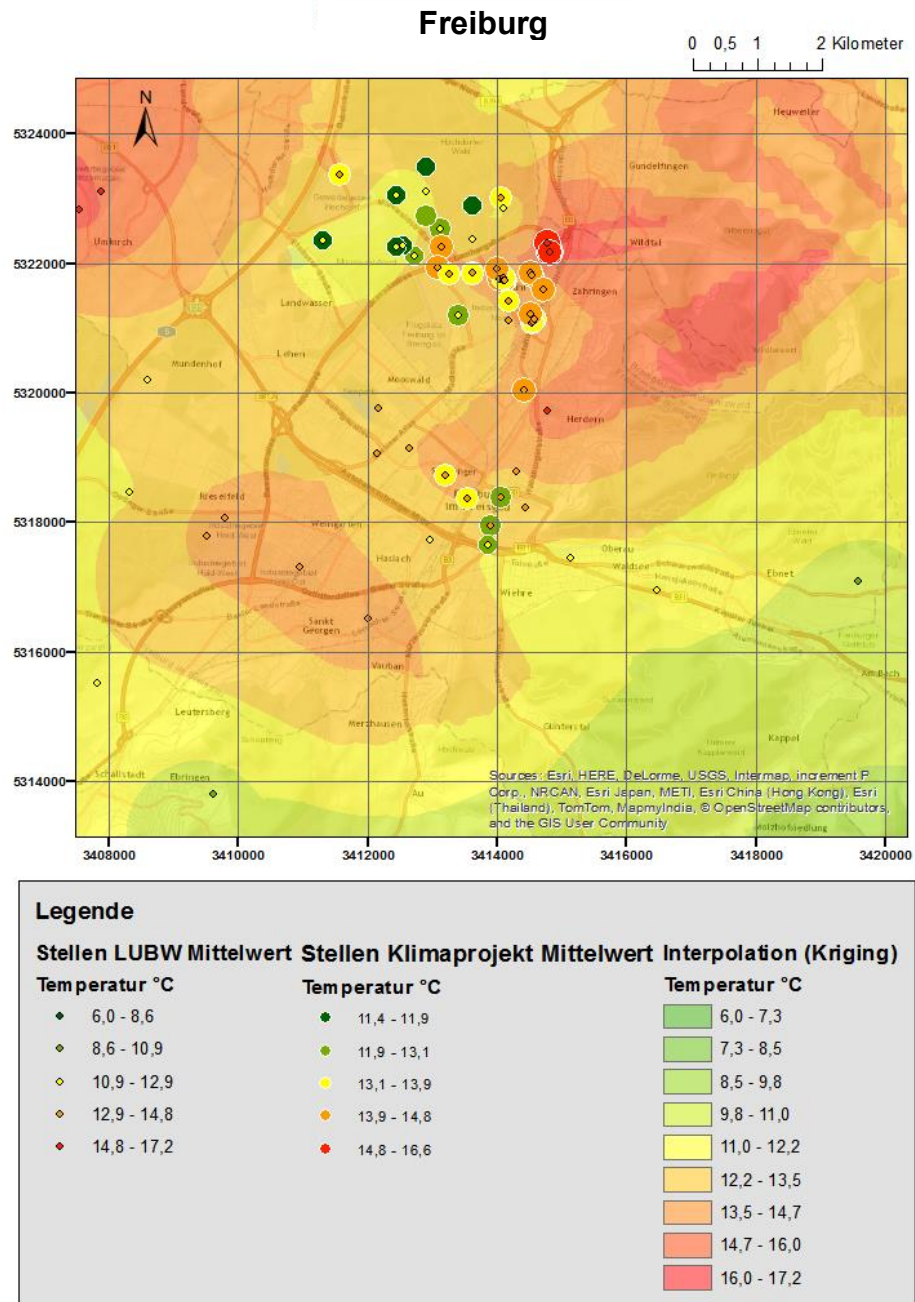 Freiburg
0 0,5 1 2 Kilometer
N
5324000
5322000
5320000
5318000
5316000
5314000
Heuweiler
Gundelfingen
Umkirch
Wildtal
Zähringen
Landwasser
Lehen
Mundenhof
Mooswald
Herdern
Rieselfeld
Weingarten
Haslach
Oberau
Waldsee
Ebnet
Wiehre
Sankt
Georgen
Vauban
Am Bach
Leutersberg
Merzhausen
Günterstal
Kappel
Schallstadt
Ebringen
Au
Sources: Esri, HERE, DeLorme, USGS, Intermap, increment P
Corp., NRCAN, Esri Japan, METI, Esri China (Hong Kong), Esri
(Thailand), TomTom, MapmyIndia, © OpenStreetMap contributors,
and the GIS User Community
3408000 3410000 3412000 3414000 3416000 3418000 3420000
Legende
Stellen LUBW Mittelwert Stellen Klimaprojekt Mittelwert Interpolation (Kriging)
Temperatur °C Temperatur °C Temperatur °C
6,0 - 8,6 11,4 - 11,9 6,0 - 7,3
8,6 - 10,9 11,9 - 13,1 7,3 - 8,5
10,9 - 12,9 13,1 - 13,9 8,5 - 9,8
12,9 - 14,8 13,9 - 14,8 9,8 - 11,0
14,8 - 17,2 14,8 - 16,6 11,0 - 12,2
12,2 - 13,5
13,5 - 14,7
14,7 - 16,0
16,0 - 17,2